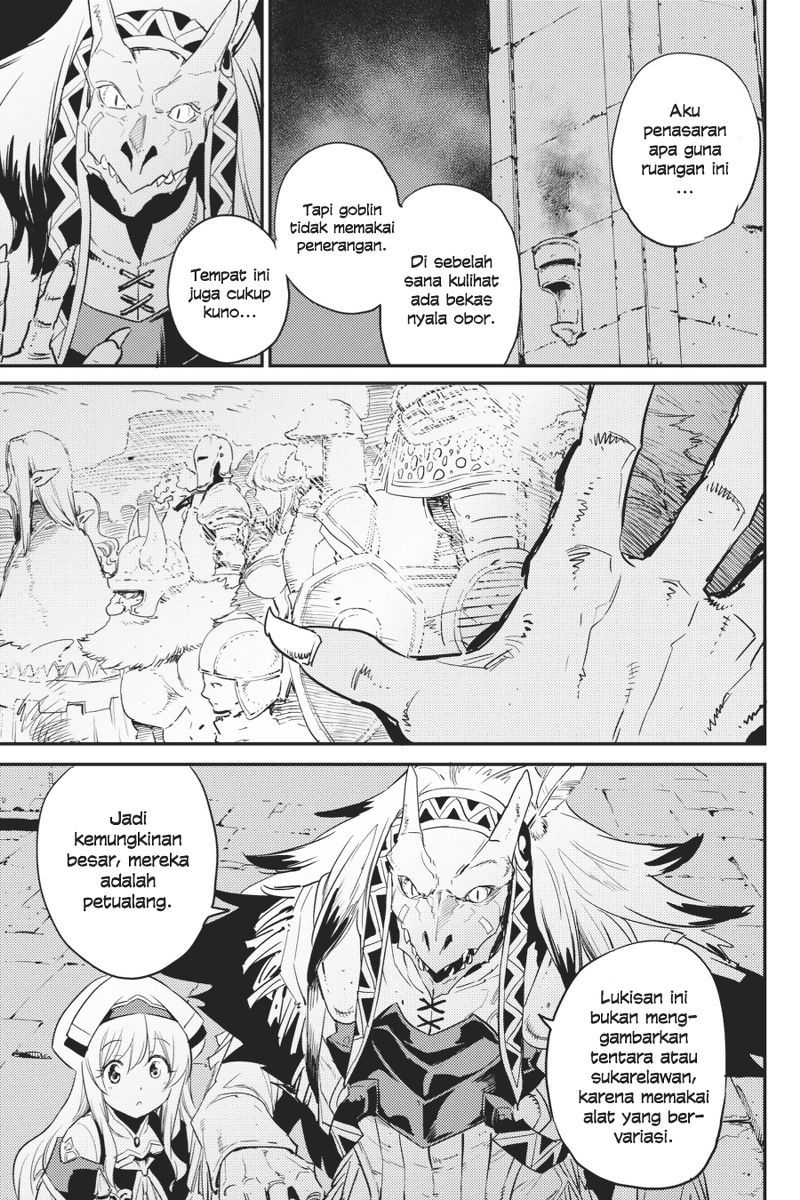 Aku
penasaran
apa guna
ruangan ini
...
Di sebelah
sana kulihat
ada bekas
nyala obor.
Tapi goblin
tidak memakai
penerangan.
Tempat ini
juga cukup
kuno...
Lukisan ini
bukan meng-
gambarkan
tentara atau
sukarelawan,
karena memakai
alat yang ber-
variasi.
Jadi
kemungkinan
besar, mereka
adalah
petualang.